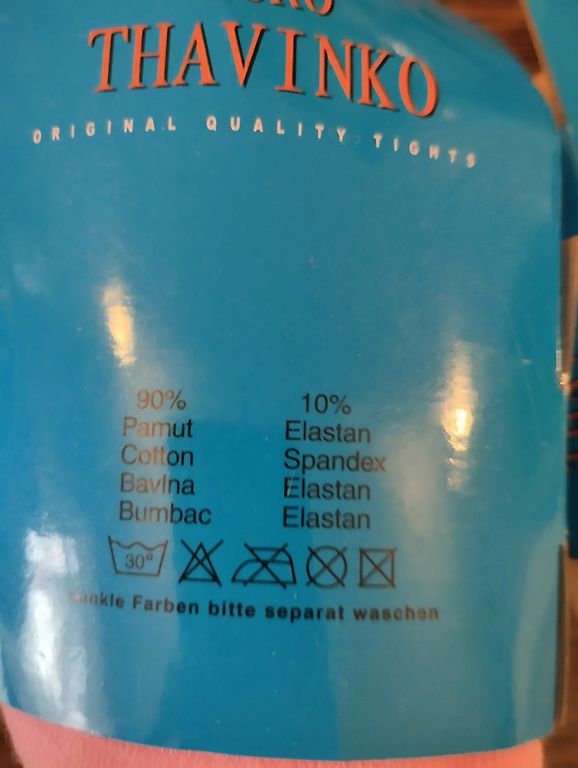 THAVINKO
ORIGINAL QUALITY TIGHTS
90% 10%
Pamut Elastan
Cotton Spandex
Bavlna Elastan
Bumbac Elastan
30°
Farben bitte separat waschen